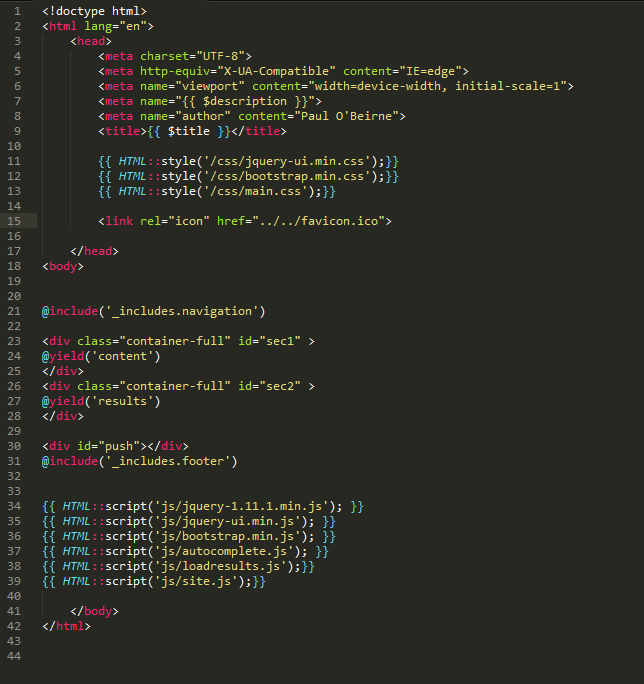 1 <!doctype html>
2 <html lang="en">
3 <head>
4 <meta charset="UTF-8">
5 <meta http-equiv="X-UA-Compatible" content="IE=edge">
6 <meta name="viewport" content="width=device-width, initial-scale=1">
7 <meta name="{{ $description }}">
8 <meta name="author" content="Paul O'Beirne">
9 <title>{{ $title }}</title>
10
11 {{ HTML::style('/css/jquery-ui.min.css');}}
12 {{ HTML::style('/css/bootstrap.min.css');}}
13 {{ HTML::style('/css/main.css');}}
14
15 <link rel="icon" href="../../favicon.ico">
16
17 </head>
18 <body>
19
20
21 @include('_includes.navigation')
22
23 <div class="container-full" id="sec1" >
24 @yield('content')
25 </div>
26 <div class="container-full" id="sec2" >
27 @yield('results')
28 </div>
29
30 <div id="push"></div>
31 @include('_includes.footer')
32
33
34 {{ HTML::script('js/jquery-1.11.1.min.js'); }}
35 {{ HTML::script('js/jquery-ui.min.js'); }}
36 {{ HTML::script('js/bootstrap.min.js'); }}
37 {{ HTML::script('js/autocomplete.js'); }}
38 {{ HTML::script('js/loadresults.js');}}
39 {{ HTML::script('js/site.js');}}
40
41 </body>
42 </html>
43
44